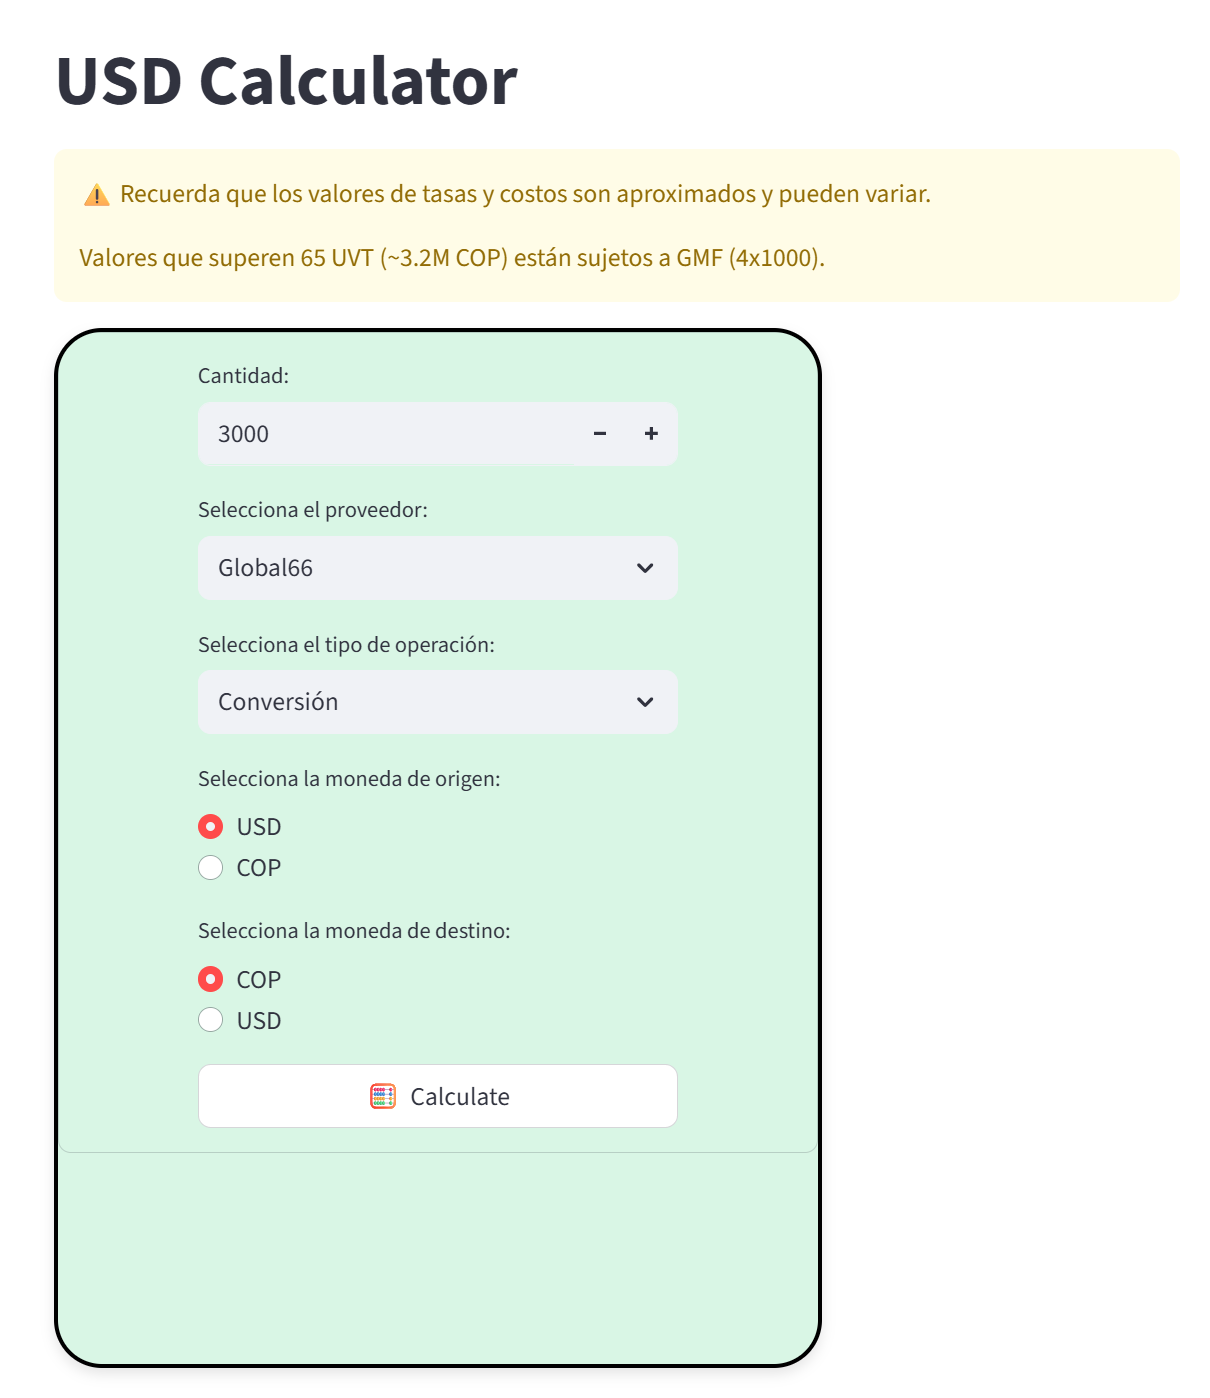 USD Calculator
⚠️ Recuerda que los valores de tasas y costos son aproximados y pueden variar.
Valores que superen 65 UVT (~3.2M COP) están sujetos a GMF (4x1000).
Cantidad:
3000 − +
Selecciona el proveedor:
Global66
Selecciona el tipo de operación:
Conversión
Selecciona la moneda de origen:
USD
COP
Selecciona la moneda de destino:
COP
USD
🧮 Calculate